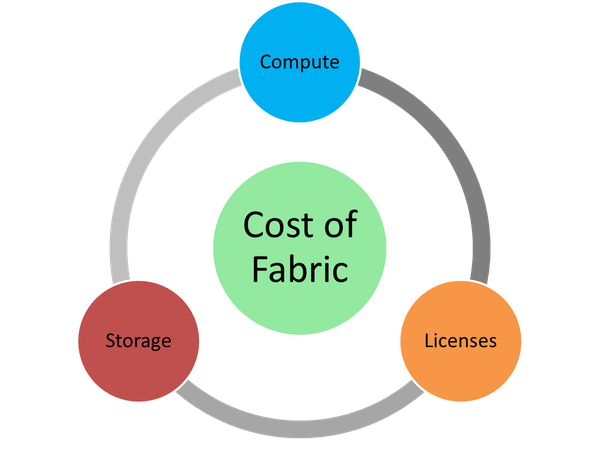 Compute
Cost of
Fabric
Storage
Licenses